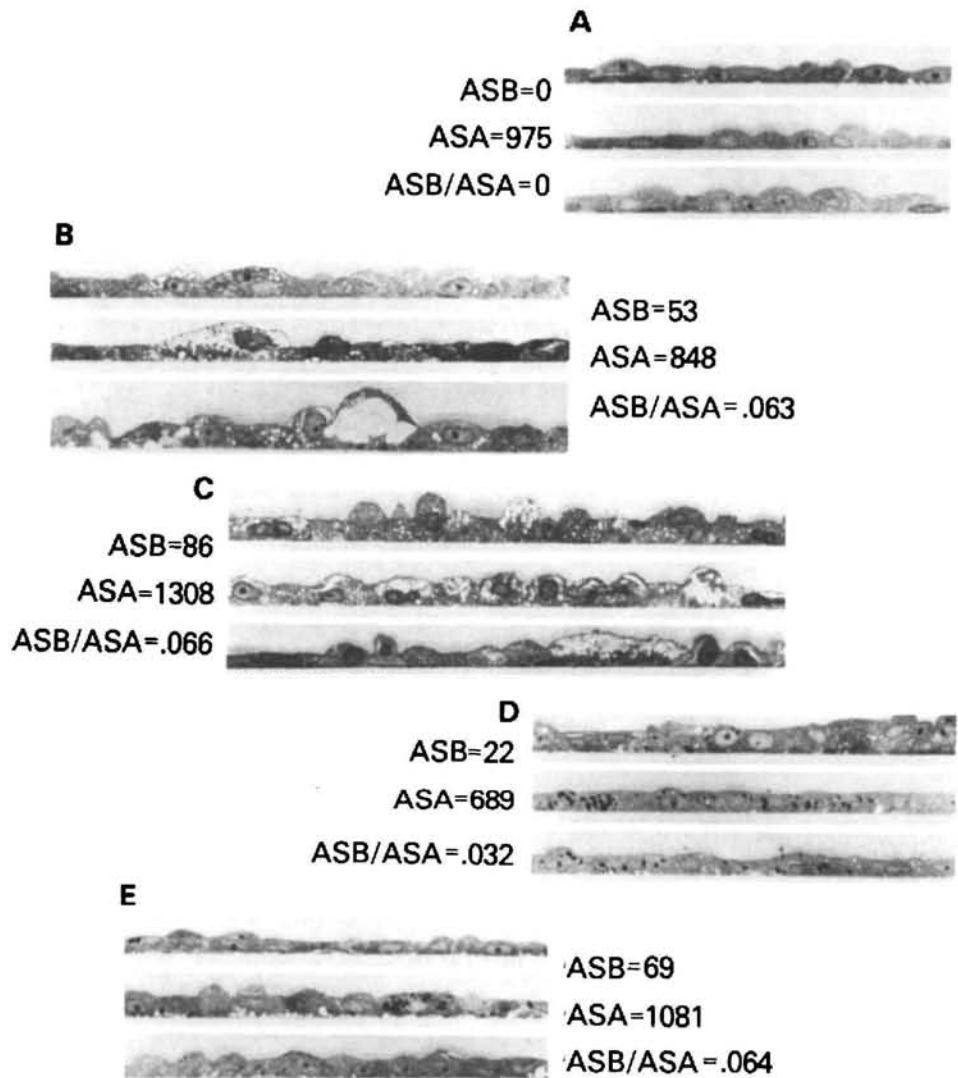 A
ASB=0
ASA=975
ASB/ASA=0
B
ASB=53
ASA=848
ASB/ASA=.063
C
ASB=86
ASA=1308
ASB/ASA=.066
D
ASB=22
ASA=689
ASB/ASA=.032
E
ASB=69
ASA=1081
ASB/ASA=.064